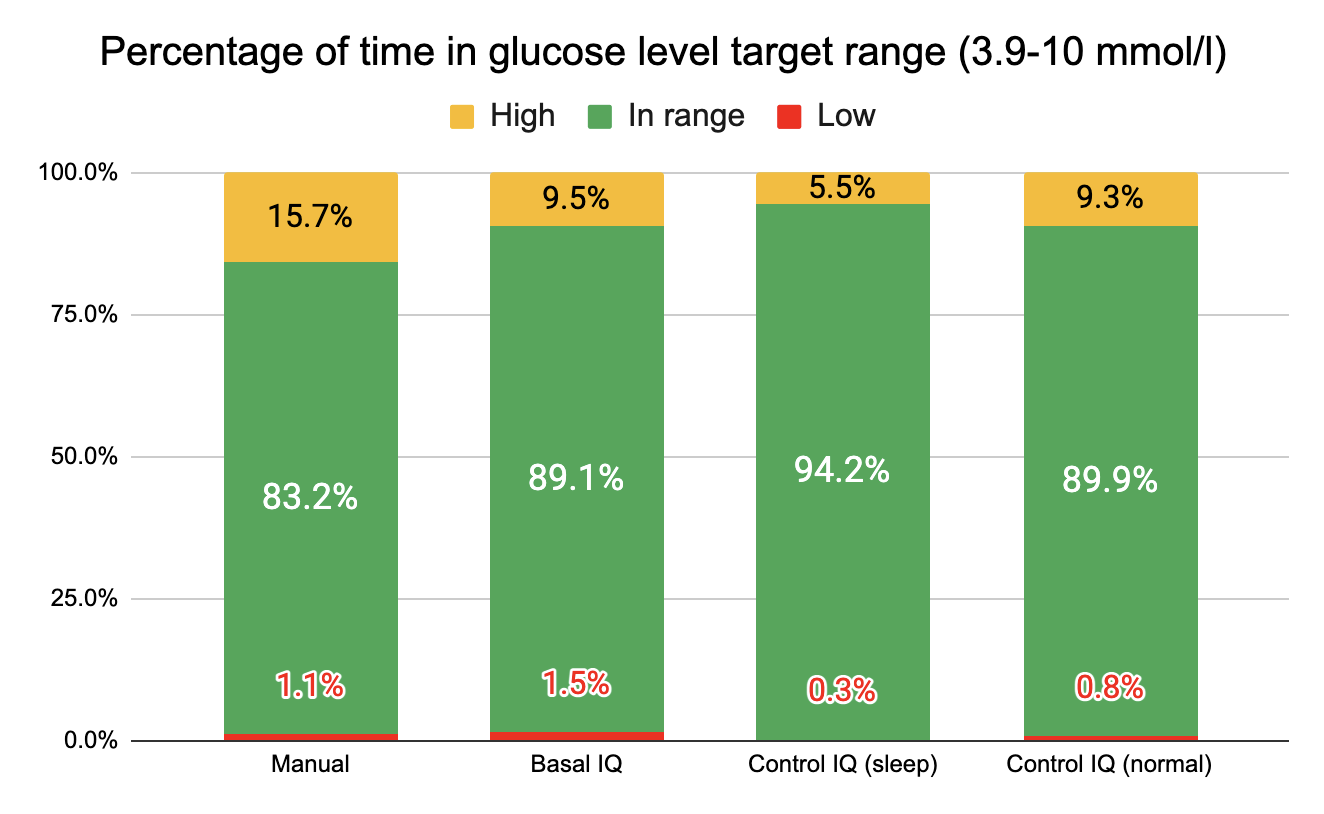 Percentage of time in glucose level target range (3.9-10 mmol/l)
High In range Low
100.0%
15.7% 9.5% 5.5% 9.3%
75.0%
50.0%
83.2% 89.1% 94.2% 89.9%
25.0%
1.1% 1.5% 0.3% 0.8%
0.0%
Manual Basal IQ Control IQ (sleep) Control IQ (normal)